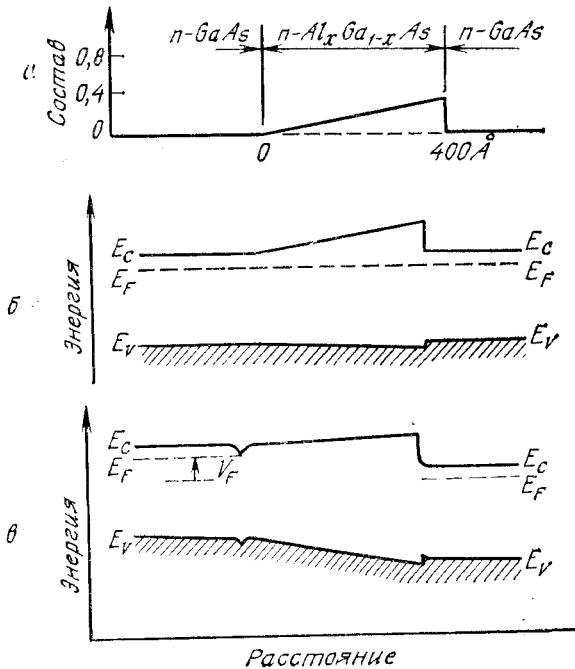 n-GaAs n-AlxGa1-xAs n-GaAs
а
Состав
0,8
0,4
0
0 400Å
б
Энергия
EC EC
EF EF
EV EV
в
Энергия
EC EC
EF VF EF
EV EV
Расстояние